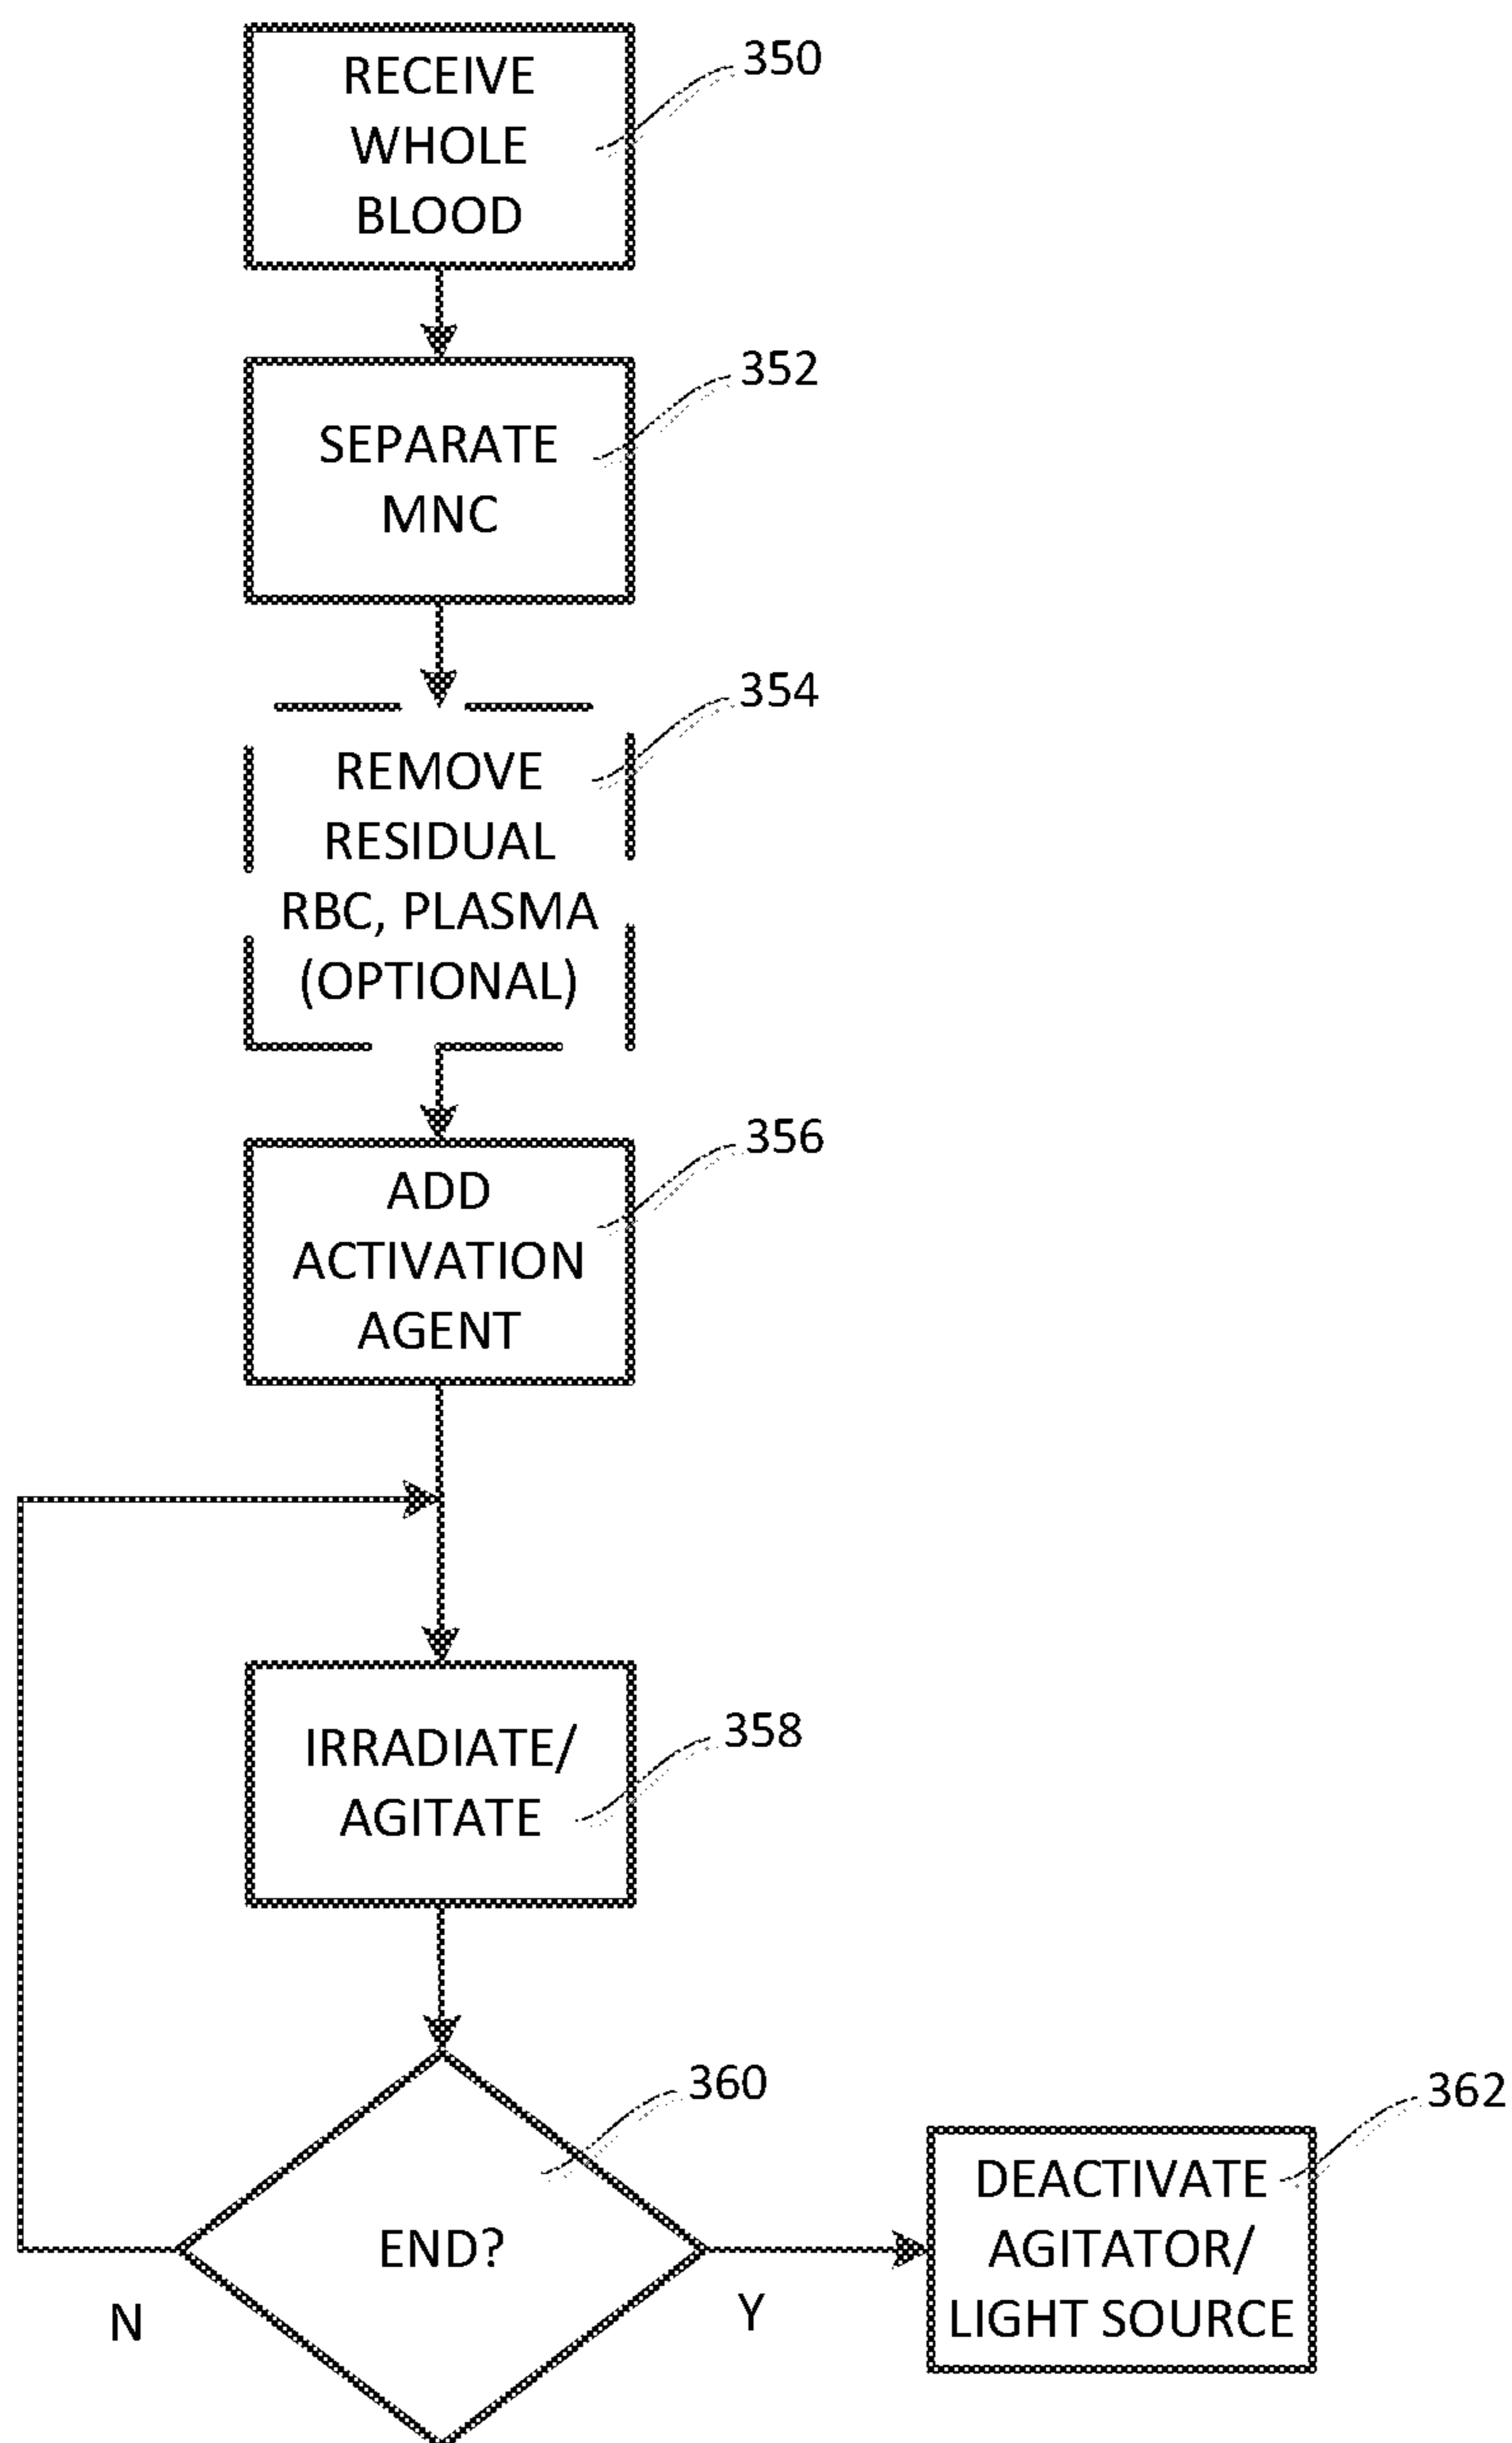 RECEIVE
WHOLE
BLOOD
350
SEPARATE
MNC
352
REMOVE
RESIDUAL
RBC, PLASMA
(OPTIONAL)
354
ADD
ACTIVATION
AGENT
356
IRRADIATE/
AGITATE
358
END?
360
N
Y
DEACTIVATE
AGITATOR/
LIGHT SOURCE
362